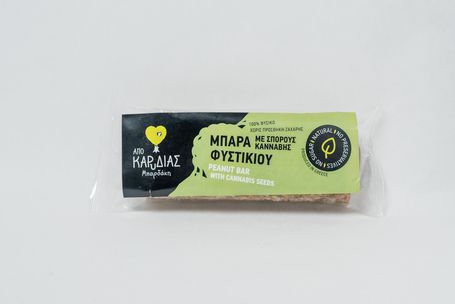 ΑΠΟ
ΚΑΡΔΙΑΣ
Μπαρδάκη
100% ΦΥΣΙΚΟ
ΧΩΡΙΣ ΠΡΟΣΘΗΚΗ ΖΑΧΑΡΗΣ
ΜΠΑΡΑ ΜΕ ΣΠΟΡΟΥΣ
ΚΑΝΝΑΒΗΣ
ΦΥΣΤΙΚΙΟΥ
PEANUT BAR
WITH CANNABIS SEEDS
NO SUGAR • NATURAL • NO PRESERVATIVES •